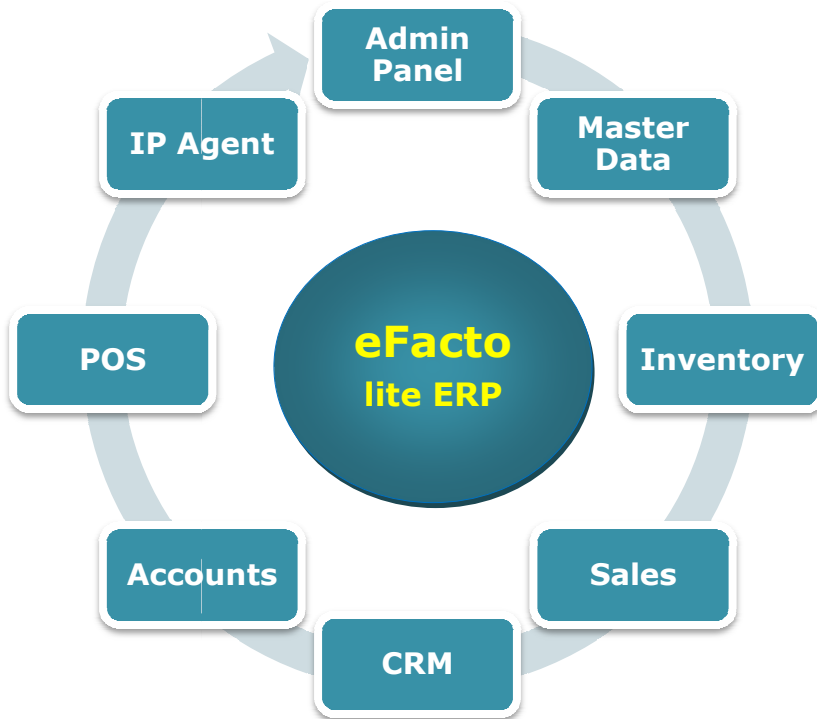 Admin
Panel
Master
Data
Inventory
Sales
CRM
Accounts
POS
IP Agent
eFacto
lite ERP